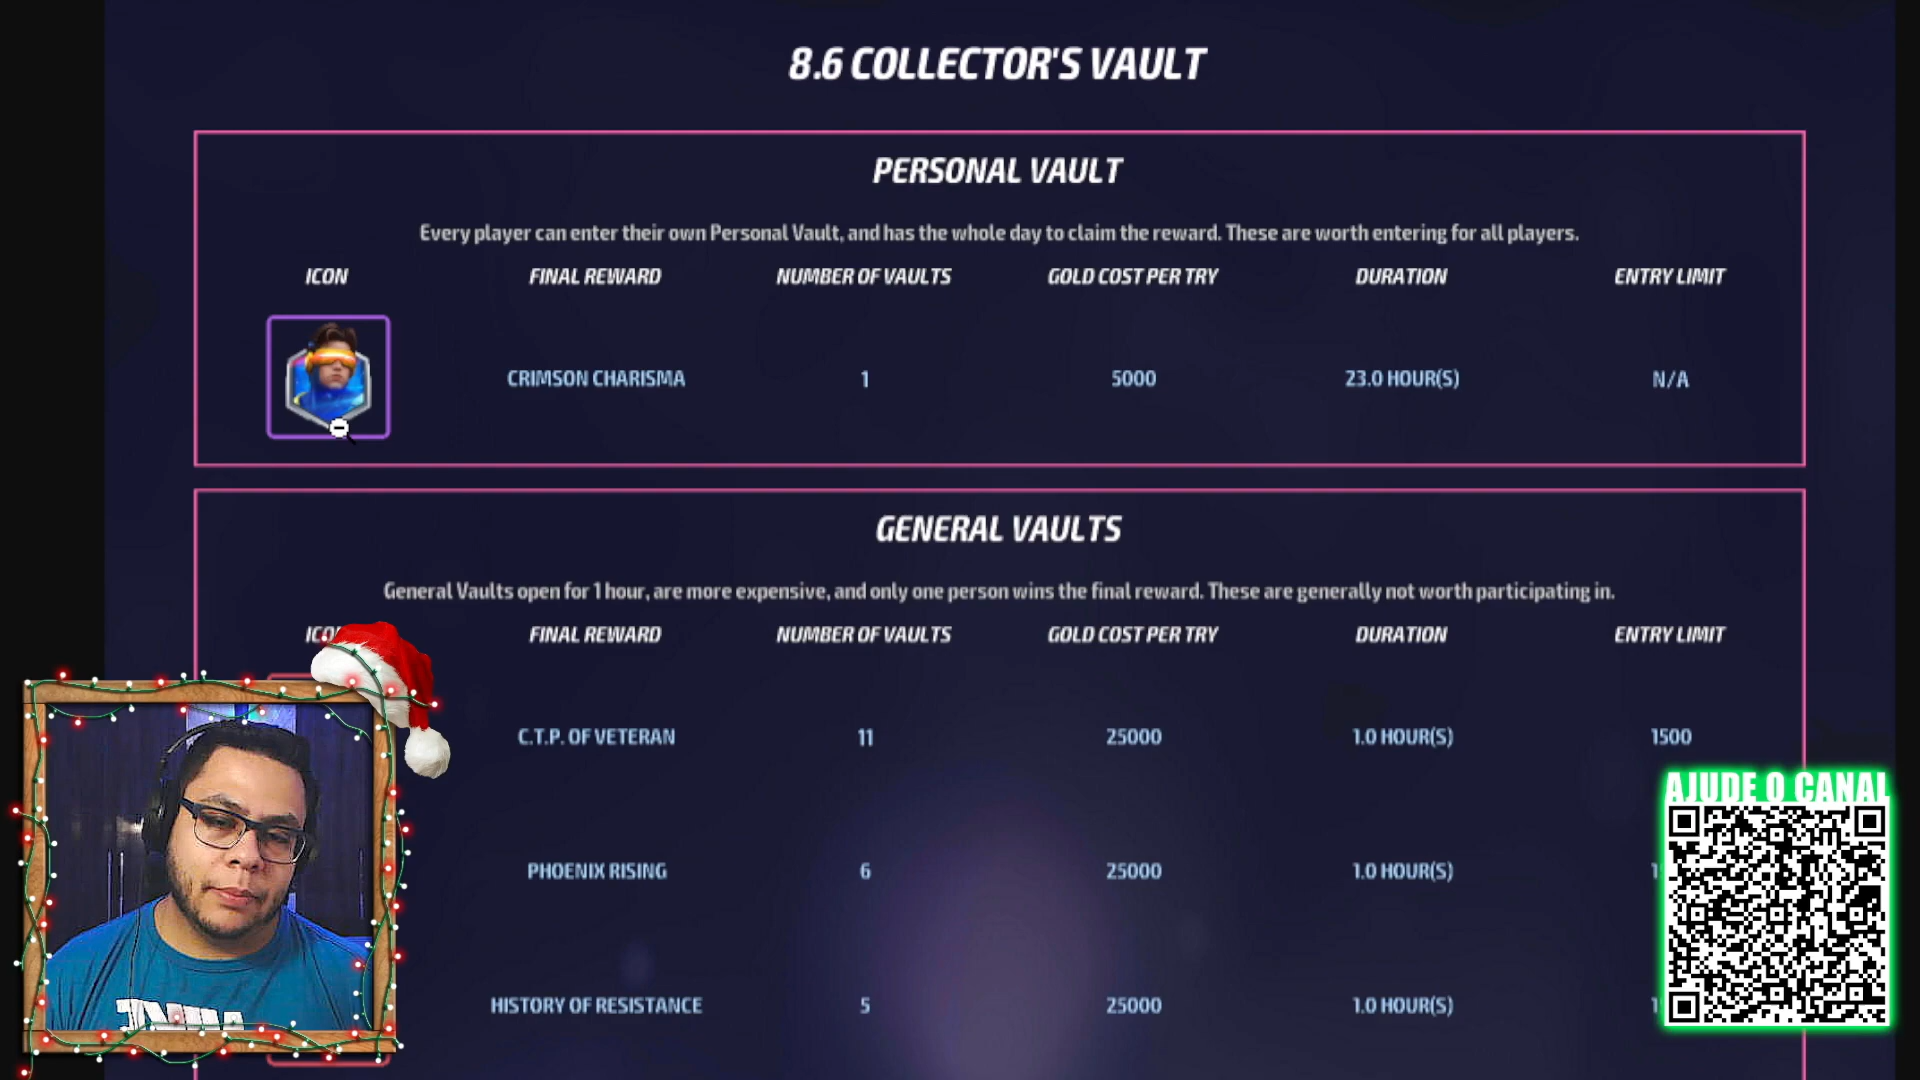 8.6 COLLECTOR'S VAULT
PERSONAL VAULT
Every player can enter their own Personal Vault, and has the whole day to claim the reward. These are worth entering for all players.
ICON FINAL REWARD NUMBER OF VAULTS GOLD COST PER TRY DURATION ENTRY LIMIT
CRIMSON CHARISMA 1 5000 23.0 HOUR(S) N/A
GENERAL VAULTS
General Vaults open for 1 hour, are more expensive, and only one person wins the final reward. These are generally not worth participating in.
FINAL REWARD NUMBER OF VAULTS GOLD COST PER TRY DURATION ENTRY LIMIT
C.T.P. OF VETERAN 11 25000 1.0 HOUR(S) 1500
AJUDE O CANAL
PHOENIX RISING 6 25000 1.0 HOUR(S)
HISTORY OF RESISTANCE 5 25000 1.0 HOUR(S)